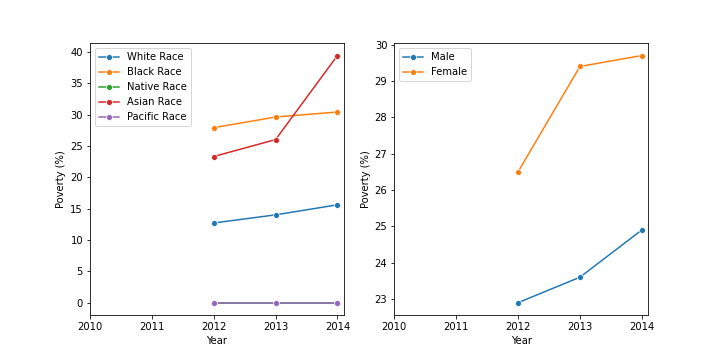 White Race
Black Race
Native Race
Asian Race
Pacific Race
40
35
30
25
20
15
10
5
0
Poverty (%)
2010 2011 2012 2013 2014
Year
Male
Female
30
29
28
27
26
25
24
23
Poverty (%)
2010 2011 2012 2013 2014
Year